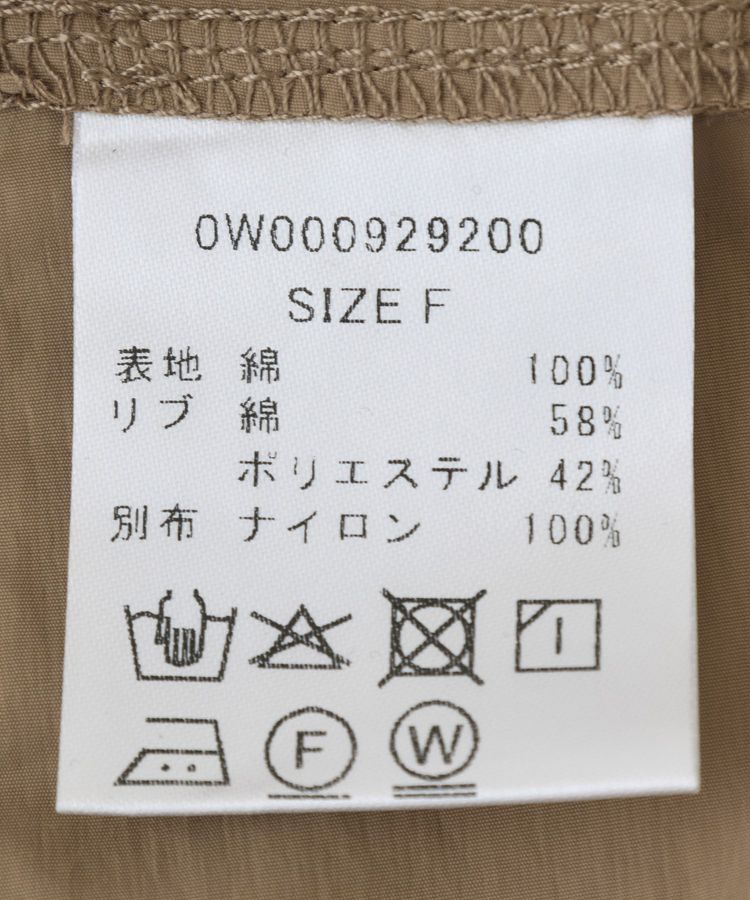 0W000929200
SIZE F
表地 綿 100%
リブ 綿 58%
ポリエステル 42%
別布 ナイロン 100%
F W